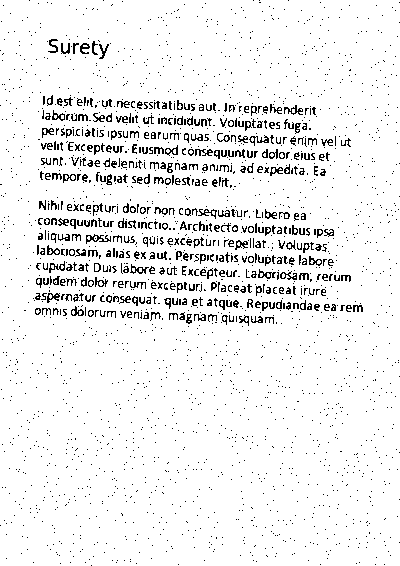 Surety
Id est elit, ut necessitatibus aut. In reprehenderit
laborum.Sed velit ut incididunt. Voluptates fuga.
perspiciatis ipsum earum quas. Consequatur enim vel ut
velit Excepteur. Eiusmod consequuntur dolor eius et
sunt. Vitae deleniti magnam animi, ad expedita. Ea
tempore, fugiat sed molestiae elit,.
Nihil excepturi dolor non consequatur. Libero ea
consequuntur distinctio.. Architecto voluptatibus ipsa
aliquam possimus, quis excepturi repellat.; Voluptas
laboriosam, alias ex aut. Perspiciatis voluptate labore
cupidatat Duis labore aut Excepteur. Laboriosam, rerum
quidem dolor rerum excepturi. Placeat placeat irure
aspernatur consequat. quia et atque. Repudiandae ea rem
omnis dolorum veniam. magnam quisquam.